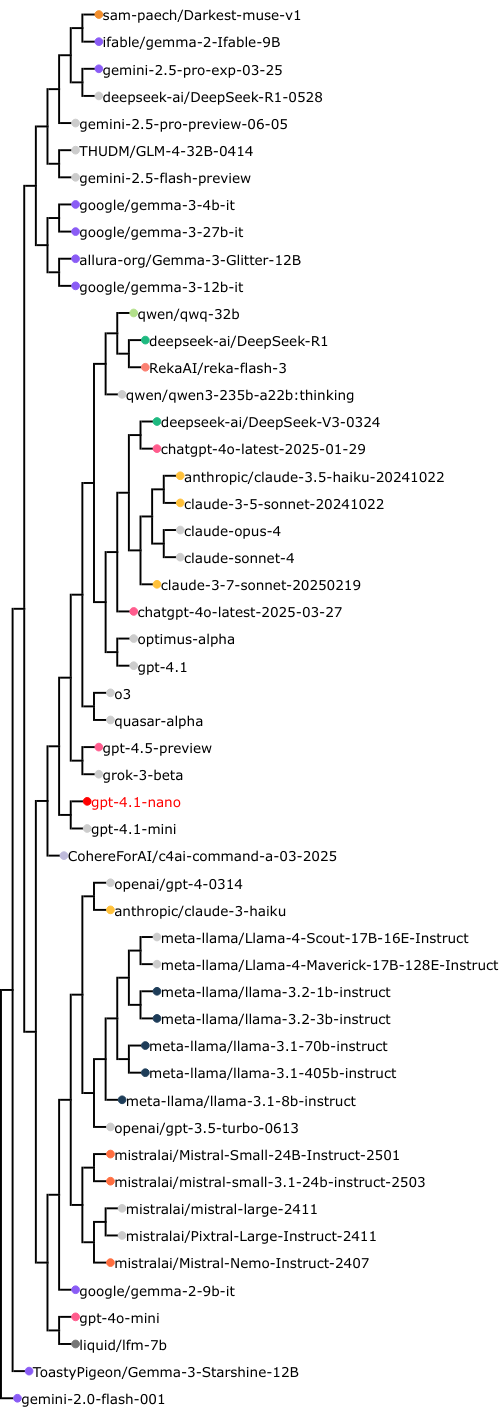 sam-paech/Darkest-muse-v1
ifable/gemma-2-Ifable-9B
gemini-2.5-pro-exp-03-25
deepseek-ai/DeepSeek-R1-0528
gemini-2.5-pro-preview-06-05
THUDM/GLM-4-32B-0414
gemini-2.5-flash-preview
google/gemma-3-4b-it
google/gemma-3-27b-it
allura-org/Gemma-3-Glitter-12B
google/gemma-3-12b-it
qwen/qwq-32b
deepseek-ai/DeepSeek-R1
RekaAI/reka-flash-3
qwen/qwen3-235b-a22b:thinking
deepseek-ai/DeepSeek-V3-0324
chatgpt-4o-latest-2025-01-29
anthropic/claude-3.5-haiku-20241022
claude-3-5-sonnet-20241022
claude-opus-4
claude-sonnet-4
claude-3-7-sonnet-20250219
chatgpt-4o-latest-2025-03-27
optimus-alpha
gpt-4.1
o3
quasar-alpha
gpt-4.5-preview
grok-3-beta
gpt-4.1-nano
gpt-4.1-mini
CohereForAI/c4ai-command-a-03-2025
openai/gpt-4-0314
anthropic/claude-3-haiku
meta-llama/Llama-4-Scout-17B-16E-Instruct
meta-llama/Llama-4-Maverick-17B-128E-Instruct
meta-llama/llama-3.2-1b-instruct
meta-llama/llama-3.2-3b-instruct
meta-llama/llama-3.1-70b-instruct
meta-llama/llama-3.1-405b-instruct
meta-llama/llama-3.1-8b-instruct
openai/gpt-3.5-turbo-0613
mistralai/Mistral-Small-24B-Instruct-2501
mistralai/mistral-small-3.1-24b-instruct-2503
mistralai/mistral-large-2411
mistralai/Pixtral-Large-Instruct-2411
mistralai/Mistral-Nemo-Instruct-2407
google/gemma-2-9b-it
gpt-4o-mini
liquid/lfm-7b
ToastyPigeon/Gemma-3-Starshine-12B
gemini-2.0-flash-001